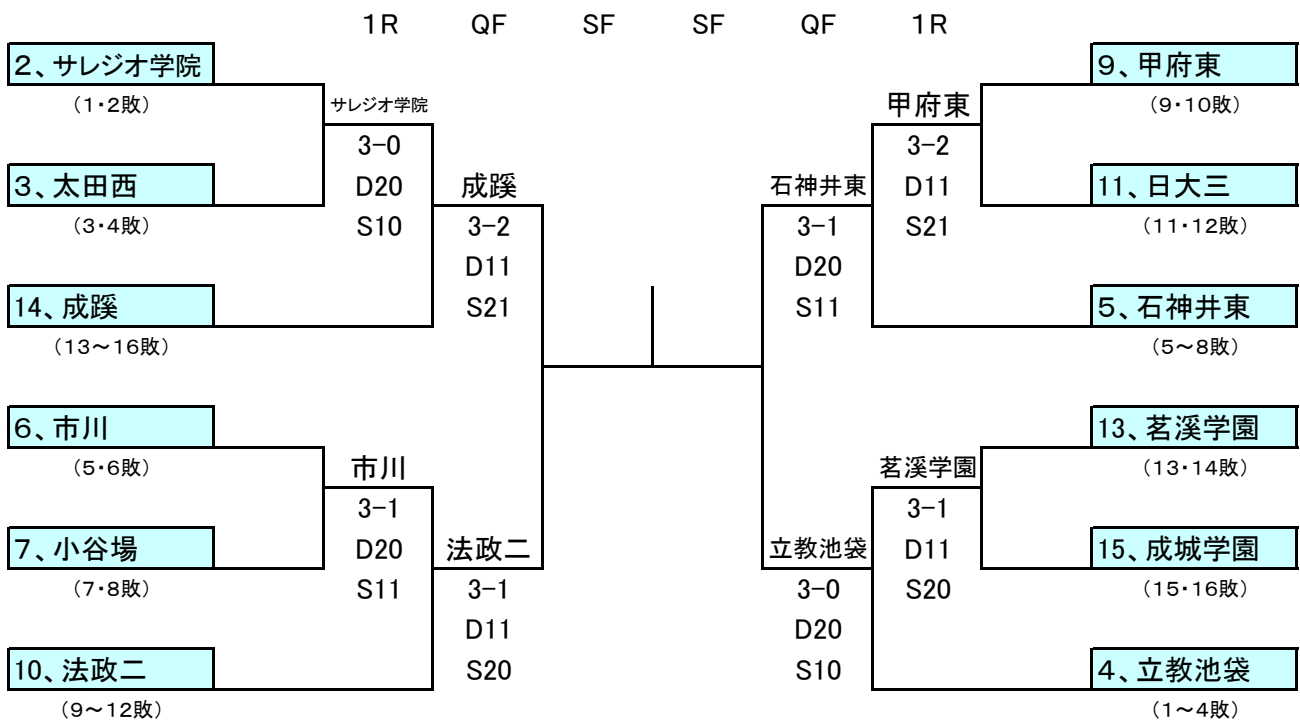 1R QF SF SF QF 1R
2、サレジオ学院 9、甲府東
(1・2敗) サレジオ学院 甲府東 (9・10敗)
3-0 3-2
3、太田西 D20 成蹊 石神井東 D11 11、日大三
(3・4敗) S10 3-2 3-1 S21 (11・12敗)
D11 D20
14、成蹊 S21 S11 5、石神井東
(13～16敗) (5～8敗)
6、市川 13、茗溪学園
(5・6敗) 市川 茗溪学園 (13・14敗)
3-1 3-1
7、小谷場 D20 法政二 立教池袋 D11 15、成城学園
(7・8敗) S11 3-1 3-0 S20 (15・16敗)
D11 D20
10、法政二 S20 S10 4、立教池袋
(9～12敗) (1～4敗)